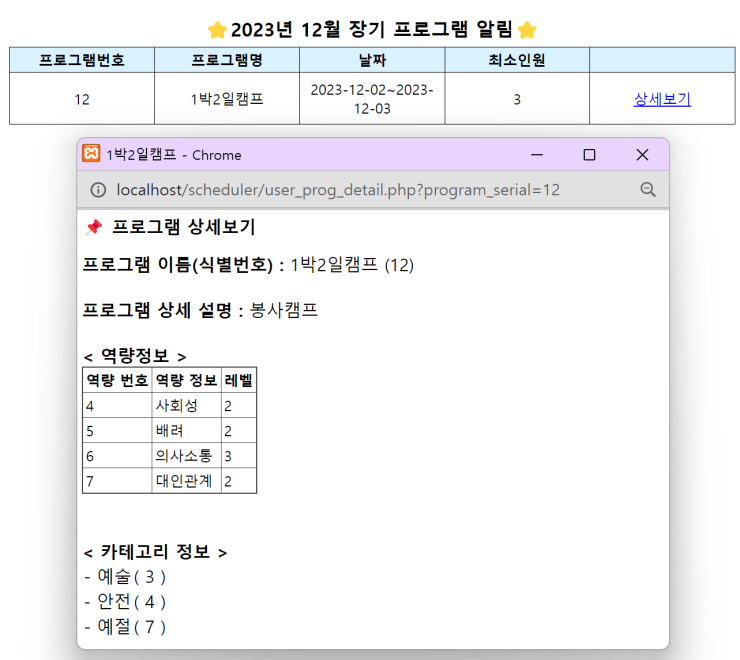 ⭐2023년 12월 장기 프로그램 알림⭐
프로그램번호 프로그램명 날짜 최소인원
12 1박2일캠프 2023-12-02~2023-12-03 3 상세보기
1박2일캠프 - Chrome
localhost/scheduler/user_prog_detail.php?program_serial=12
📌 프로그램 상세보기
프로그램 이름(식별번호) : 1박2일캠프 (12)
프로그램 상세 설명 : 봉사캠프
< 역량정보 >
역량 번호 역량 정보 레벨
4 사회성 2
5 배려 2
6 의사소통 3
7 대인관계 2
< 카테고리 정보 >
- 예술( 3 )
- 안전( 4 )
- 예절( 7 )